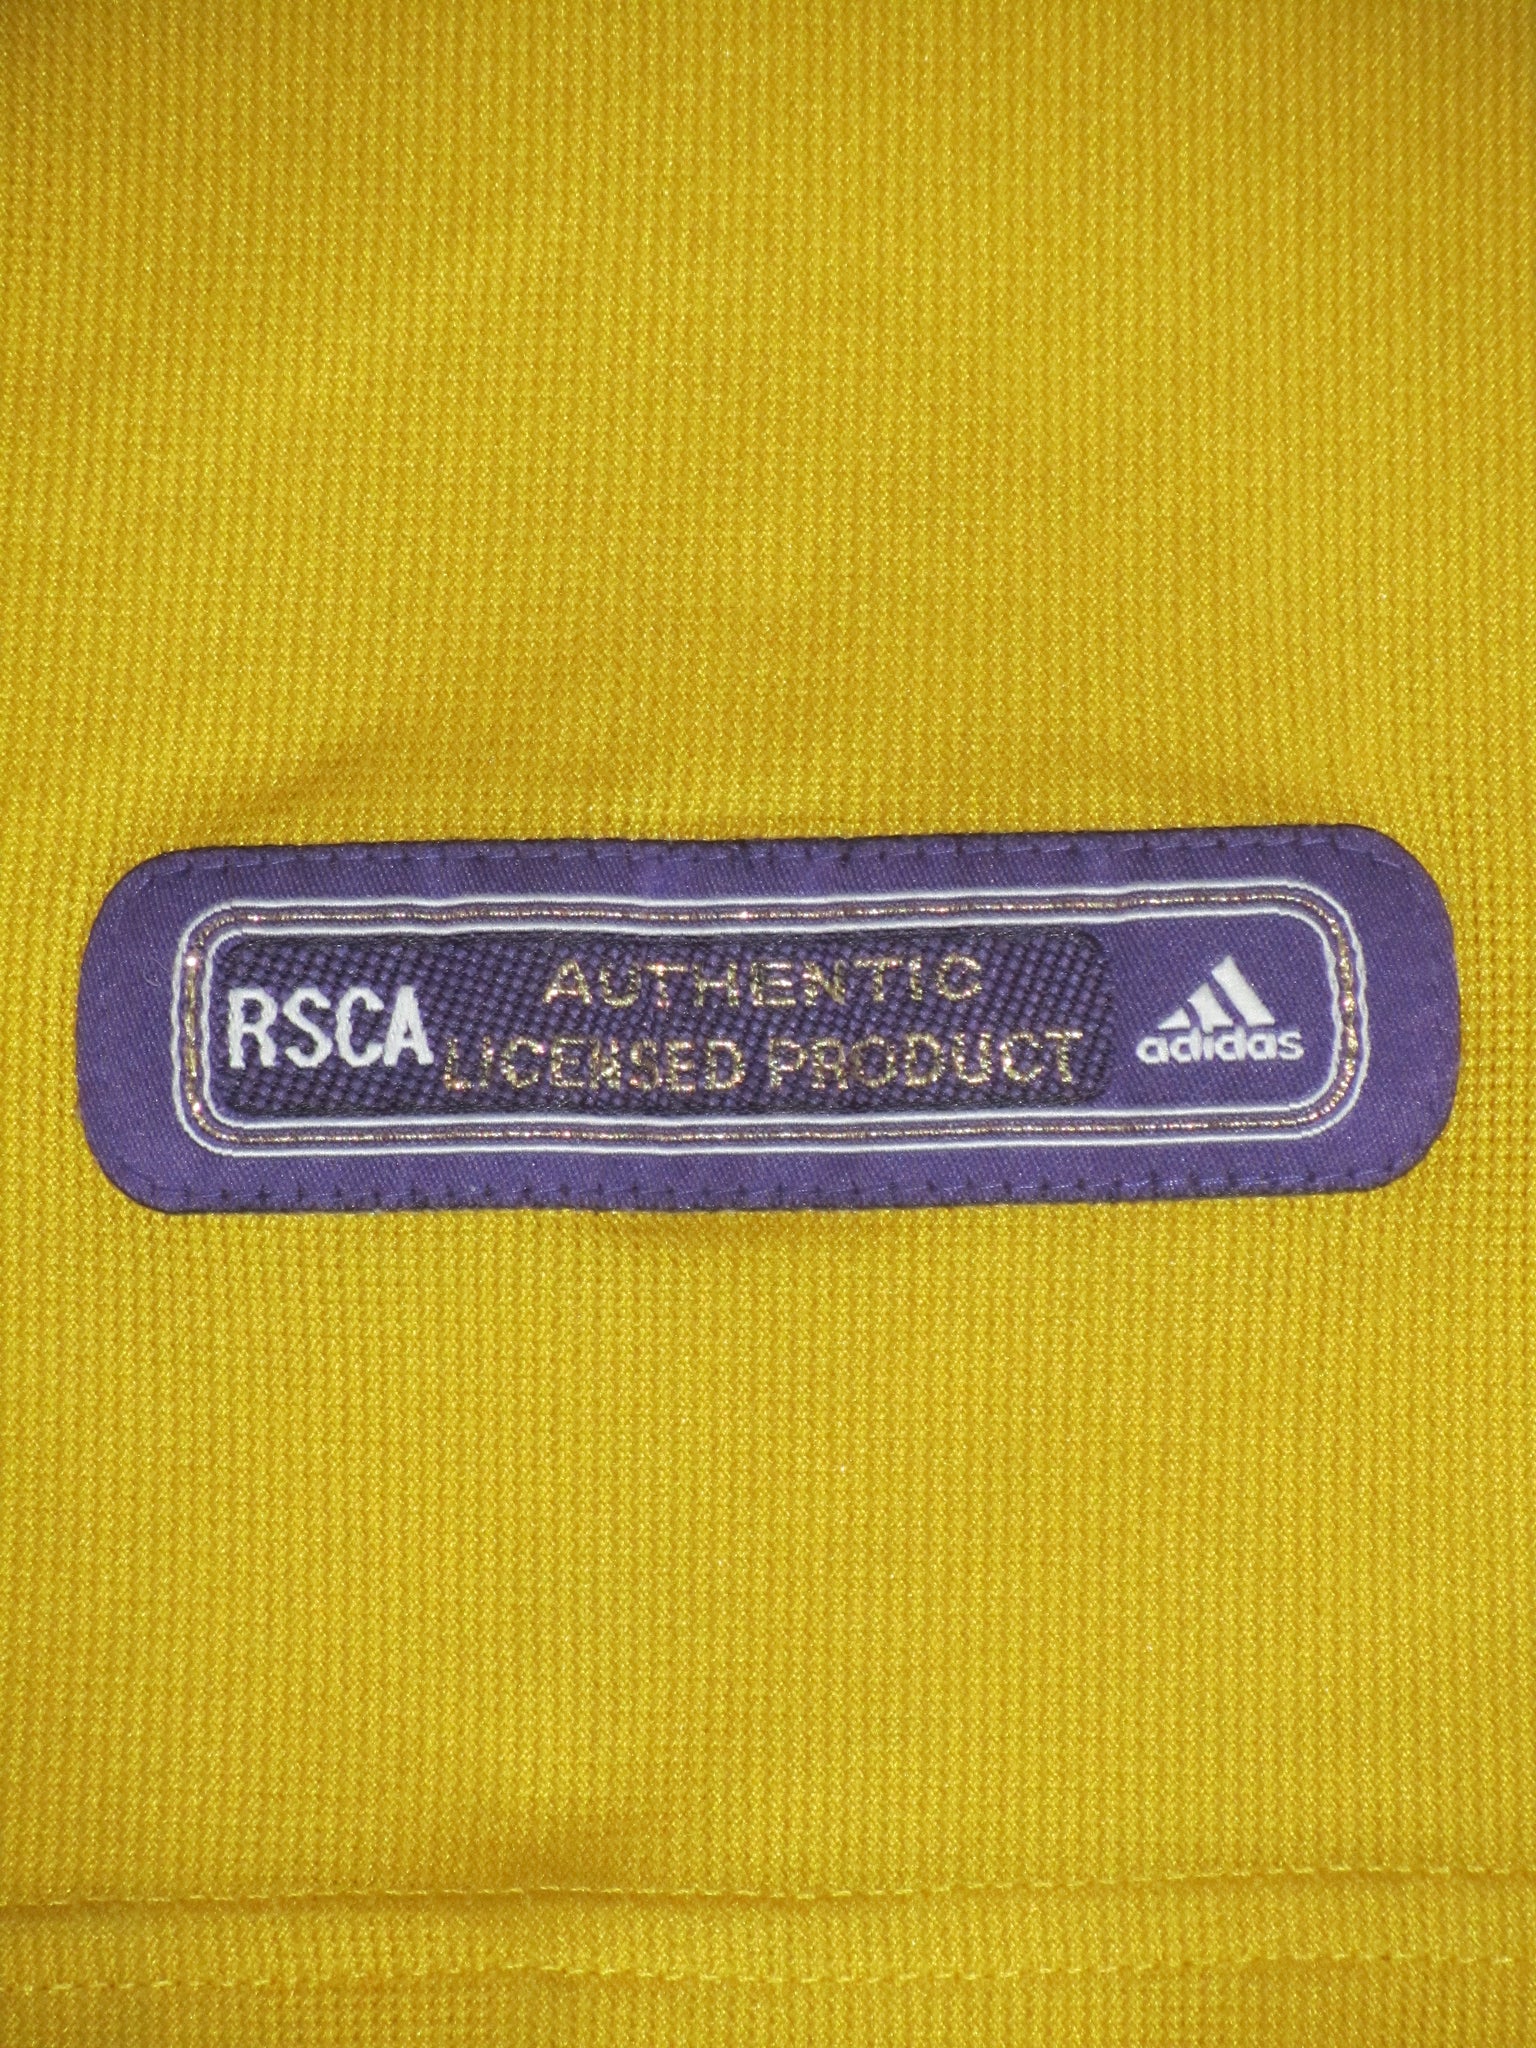 RSCA
AUTHENTIC
LICENSED PRODUCT
adidas